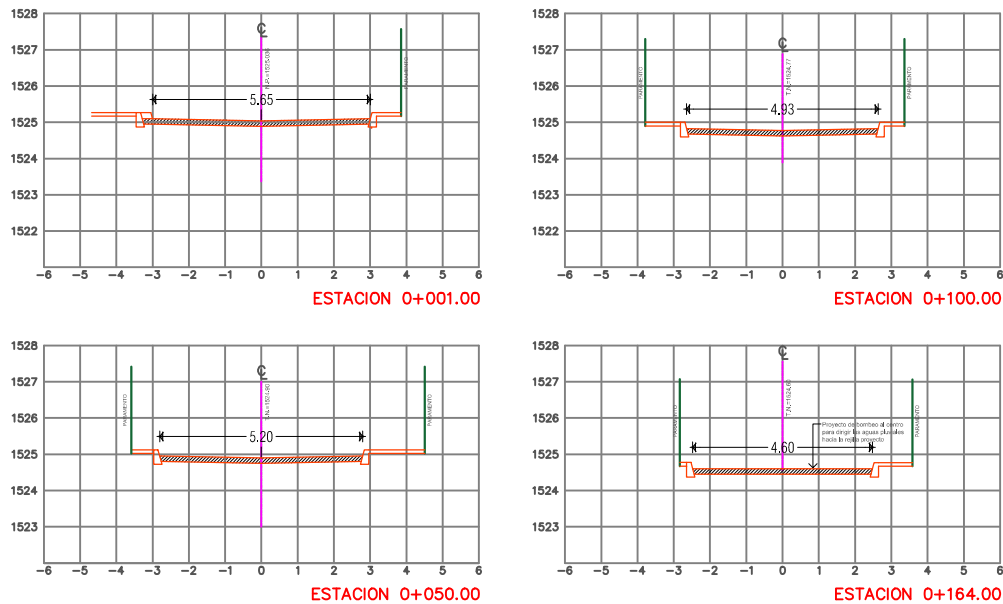 1528
1527
1526
1525
1524
1523
1522
-6 -5 -4 -3 -2 -1 0 1 2 3 4 5 6
℄
5.65
PARAMENTO
ESTACION 0+001.00
1528
1527
1526
1525
1524
1523
1522
-6 -5 -4 -3 -2 -1 0 1 2 3 4 5 6
℄
T.N.=1524.77
4.93
PARAMENTO
PARAMENTO
ESTACION 0+100.00
1528
1527
1526
1525
1524
1523
-6 -5 -4 -3 -2 -1 0 1 2 3 4 5 6
℄
T.N.=1524.80
5.20
PARAMENTO
PARAMENTO
ESTACION 0+050.00
1528
1527
1526
1525
1524
1523
-6 -5 -4 -3 -2 -1 0 1 2 3 4 5 6
℄
4.60
PARAMENTO
PARAMENTO
Proyecto de bombeo al centro
para dirigir las aguas pluviales
hacia la rejilla proyecto
ESTACION 0+164.00